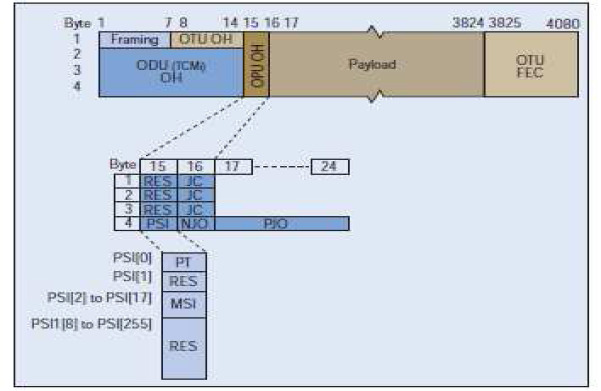 Byte 1 7 8 14 15 16 17 3824 3825 4080
1 Framing OTU OH
2
3
4
ODU (TCMi)
OH
OPU OH
Payload
OTU
FEC
Byte 15 16 17 24
1 RES JC
2 RES JC
3 RES JC
4 PSI NJO PJO
PSI[0] PT
PSI[1] RES
PSI[2] to PSI[17] MSI
PSI1[8] to PSI[255]
RES